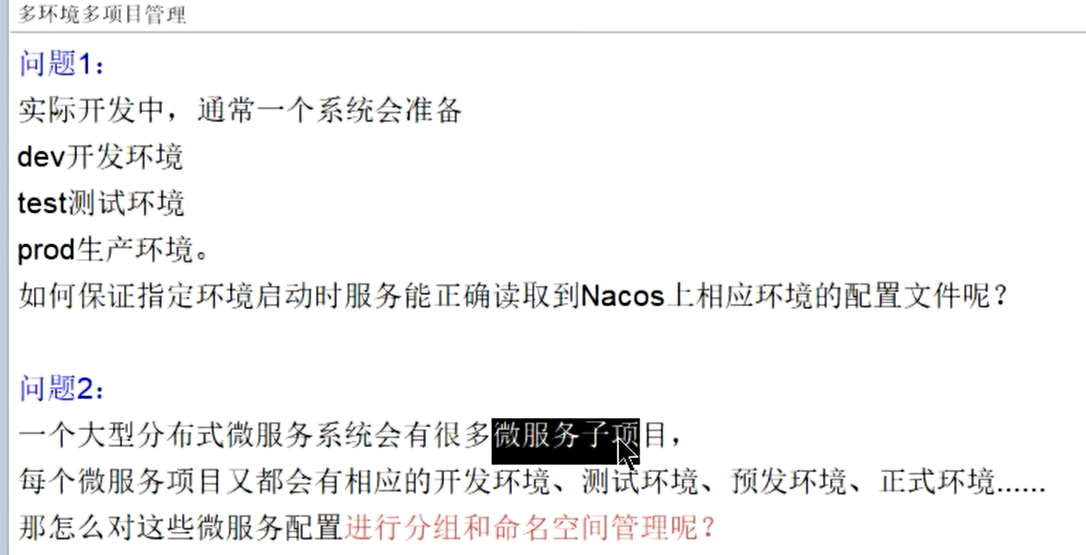 多环境多项目管理
问题1：
实际开发中，通常一个系统会准备
dev开发环境
test测试环境
prod生产环境。
如何保证指定环境启动时服务能正确读取到Nacos上相应环境的配置文件呢？
问题2：
一个大型分布式微服务系统会有很多微服务子项目，
每个微服务项目又都会有相应的开发环境、测试环境、预发环境、正式环境......
那怎么对这些微服务配置进行分组和命名空间管理呢？